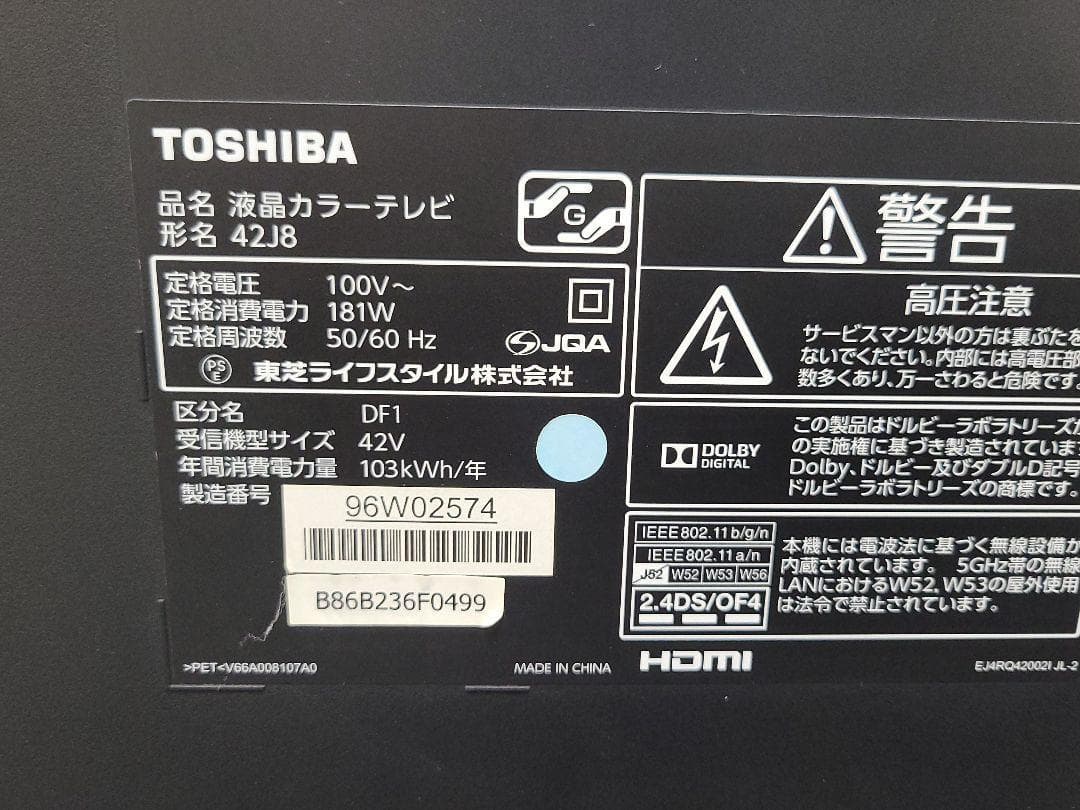 TOSHIBA
品名 液晶カラーテレビ
形名 42J8
G
定格電圧 100V～
定格消費電力 181W
定格周波数 50/60 Hz
JQA
PS
E
東芝ライフスタイル株式会社
区分名 DF1
受信機型サイズ 42V
年間消費電力量 103kWh/年
製造番号
96W02574
B86B236F0499
>PET<V66A008107A0
MADE IN CHINA
警告
高圧注意
サービスマン以外の方は裏ぶたを
ないでください。内部には高電圧部
数多くあり、万一さわると危険です
DOLBY
DIGITAL
この製品はドルビーラボラトリーズ
の実施権に基づき製造されています
Dolby、ドルビー及びダブルD記号
ドルビーラボラトリーズの商標です。
IEEE802.11b/g/n
IEEE802.11a/n
J52 W52 W53 W56
2.4DS/OF4
本機には電波法に基づく無線設備が
内蔵されています。 5GHz帯の無線
LANにおけるW52、W53の屋外使用
は法令で禁止されています。
HDMI
EJ4RQ42002I JL-2